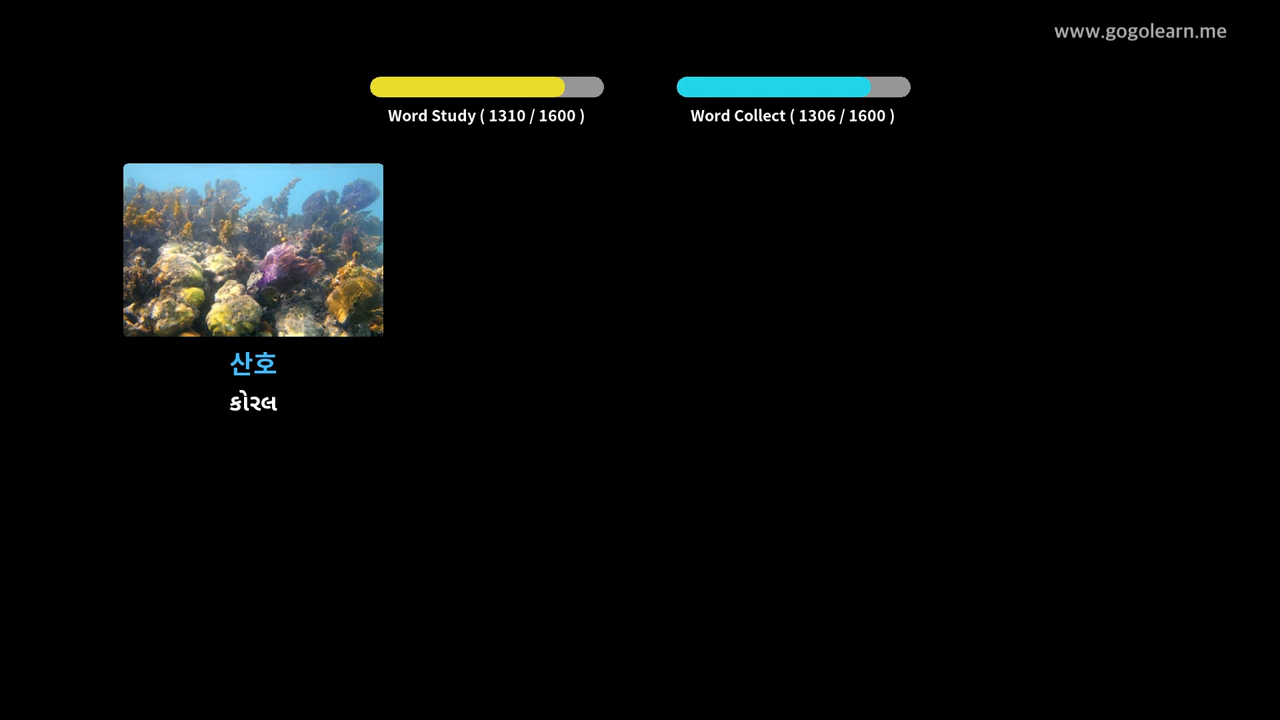 www.gogolearn.me
Word Study ( 1310 / 1600 )
Word Collect ( 1306 / 1600 )
산호
કોરલ